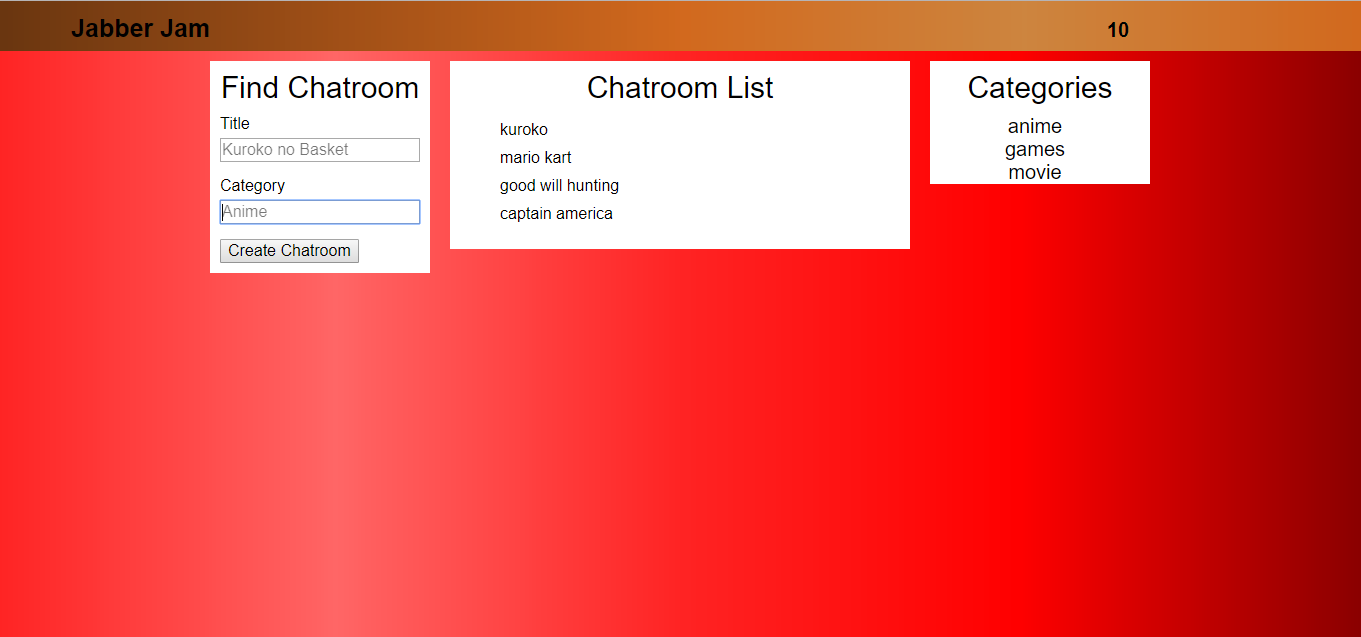 Jabber Jam
10
Find Chatroom
Title
Kuroko no Basket
Category
Anime
Create Chatroom
Chatroom List
kuroko
mario kart
good will hunting
captain america
Categories
anime
games
movie